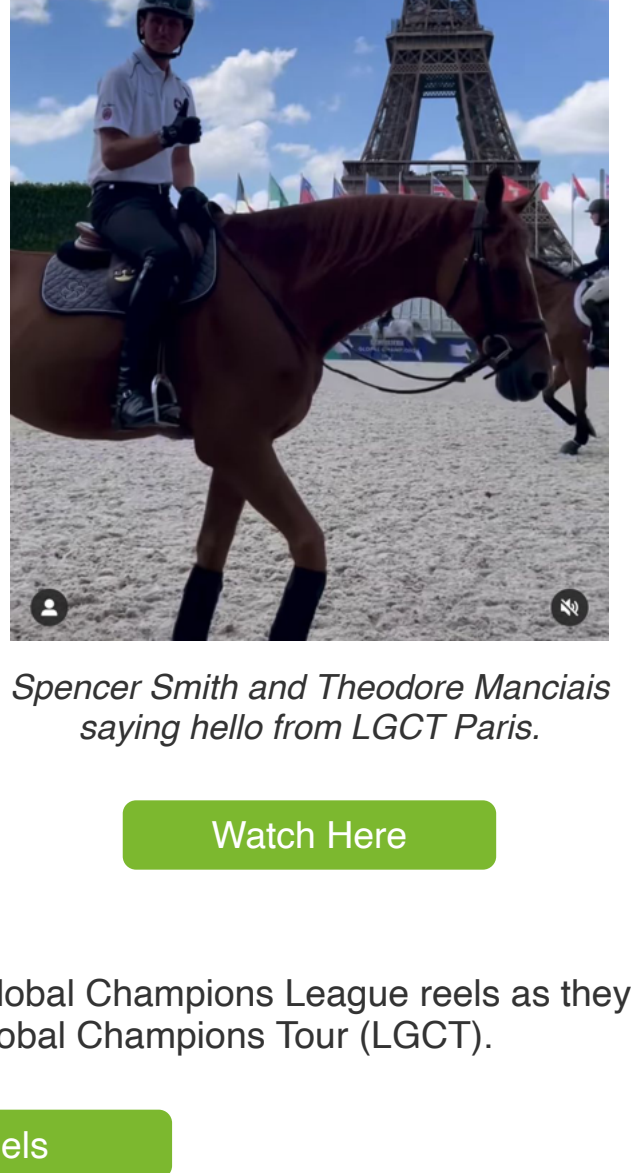 Spencer Smith and Theodore Manciais
saying hello from LGCT Paris.
Watch Here
lobal Champions League reels as they
obal Champions Tour (LGCT).
els